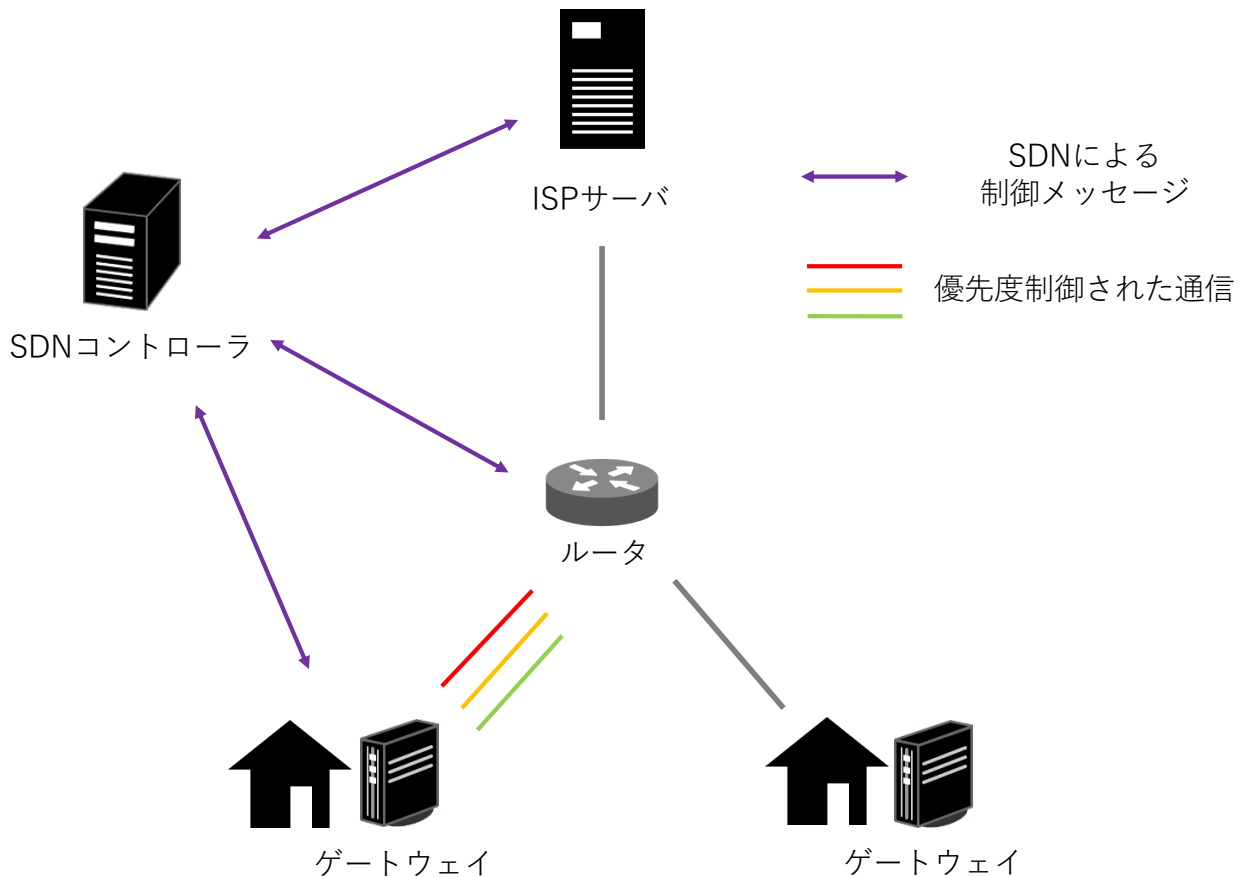 ISPサーバ
SDNによる
制御メッセージ
優先度制御された通信
SDNコントローラ
ルータ
ゲートウェイ
ゲートウェイ